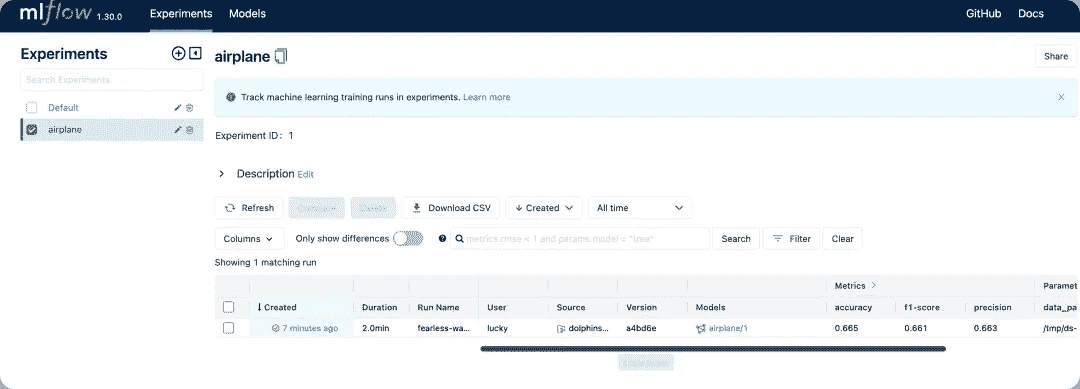 mlflow 1.30.0 Experiments Models GitHub Docs
Experiments
Search Experiments
Default
airplane
airplane
Share
Track machine learning training runs in experiments. Learn more
Experiment ID: 1
Description Edit
Refresh Compare Delete Download CSV Created All time
Columns Only show differences metrics.rmse < 1 and params.model = "tree" Search Filter Clear
Showing 1 matching run
Metrics Paramet
Created Duration Run Name User Source Version Models accuracy f1-score precision data_pa
7 minutes ago 2.0min fearless-wa... lucky dolphins... a4bd6e airplane/1 0.665 0.661 0.663 /tmp/ds-